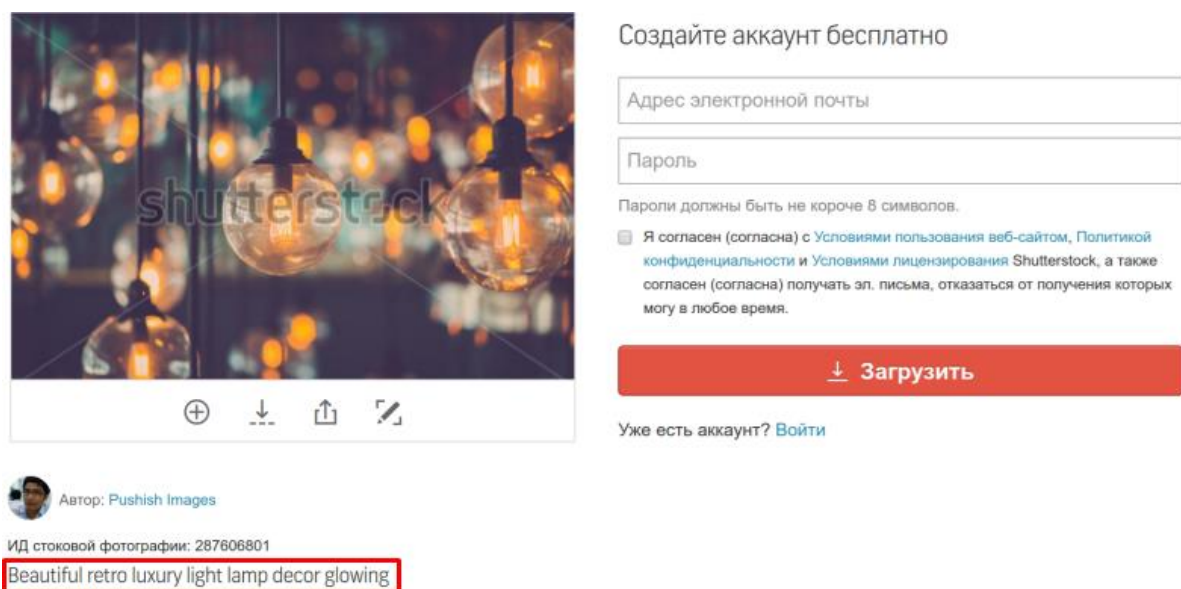 shutterstock
Создайте аккаунт бесплатно
Адрес электронной почты
Пароль
Пароли должны быть не короче 8 символов.
Я согласен (согласна) с Условиями пользования веб-сайтом, Политикой
конфиденциальности и Условиями лицензирования Shutterstock, а также
согласен (согласна) получать эл. письма, отказаться от получения которых
могу в любое время.
Загрузить
Уже есть аккаунт? Войти
Автор: Pushish Images
ИД стоковой фотографии: 287606801
Beautiful retro luxury light lamp decor glowing